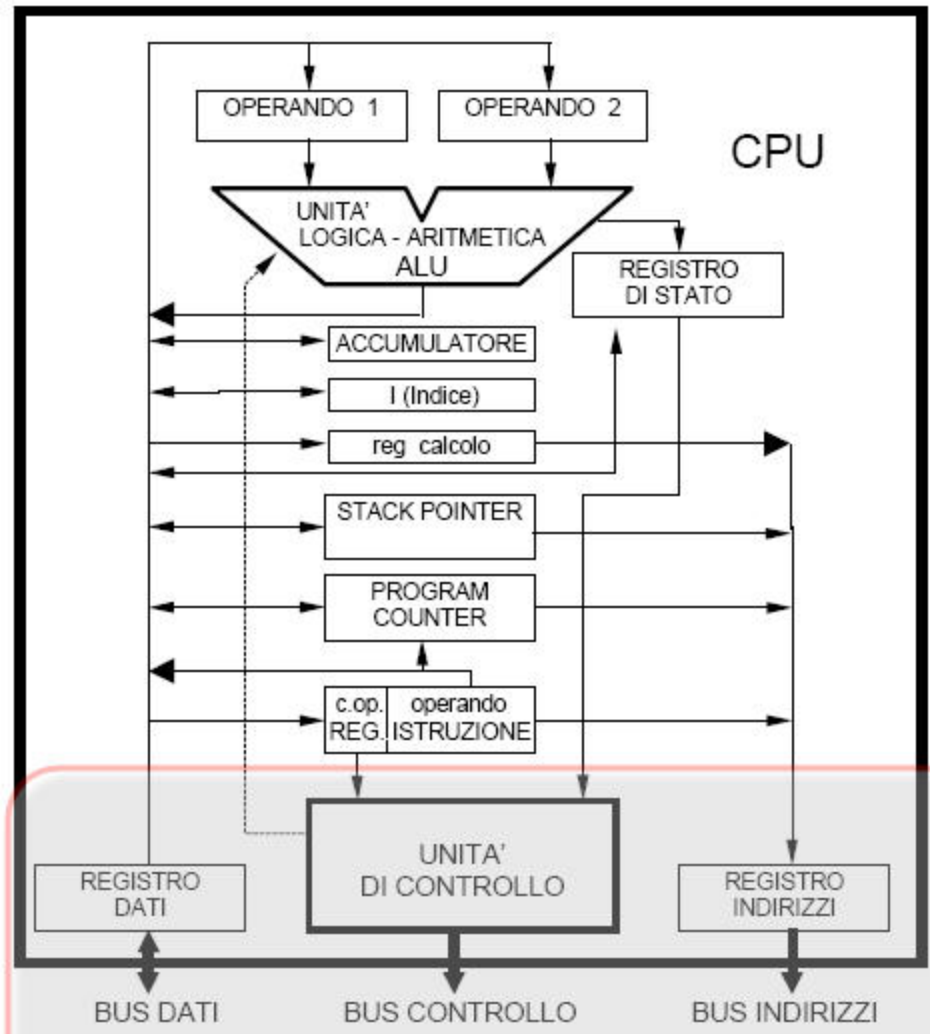 OPERANDO 1
OPERANDO 2
CPU
UNITA'
LOGICA - ARITMETICA
ALU
REGISTRO
DI STATO
ACCUMULATORE
I (Indice)
reg calcolo
STACK POINTER
PROGRAM
COUNTER
c.op. operando
REG. ISTRUZIONE
UNITA'
DI CONTROLLO
REGISTRO
DATI
REGISTRO
INDIRIZZI
BUS DATI
BUS CONTROLLO
BUS INDIRIZZI